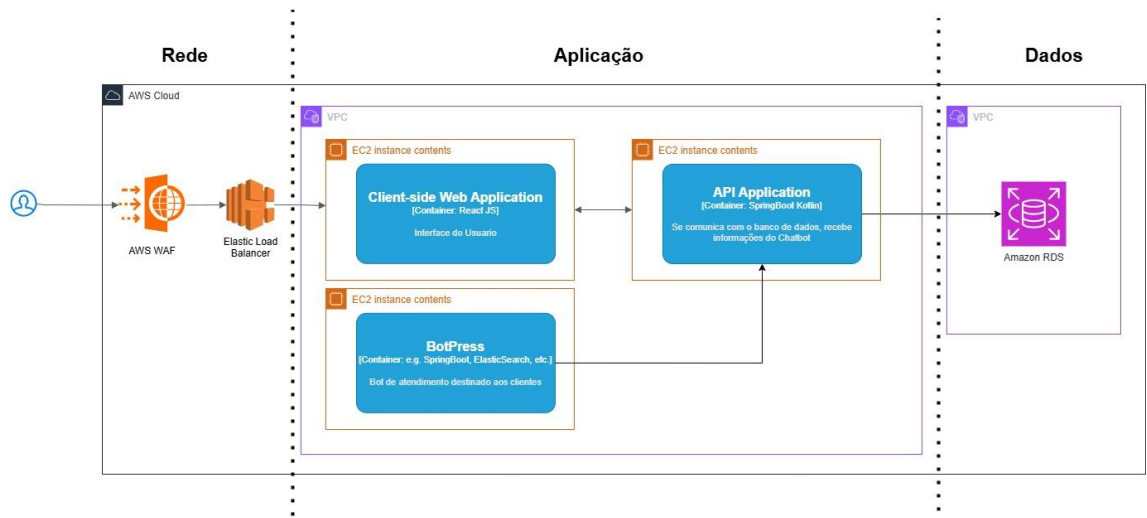 Rede
Aplicação
Dados
AWS Cloud
VPC
VPC
EC2 instance contents
EC2 instance contents
Client-side Web Application
[Container: React JS]
Interface do Usuario
API Application
[Container: SpringBoot Kotlin]
Se comunica com o banco de dados, recebe
informações do Chatbot
AWS WAF
Elastic Load
Balancer
Amazon RDS
EC2 instance contents
BotPress
[Container: e.g. SpringBoot, ElasticSearch, etc.]
Bot de atendimento destinado aos clientes